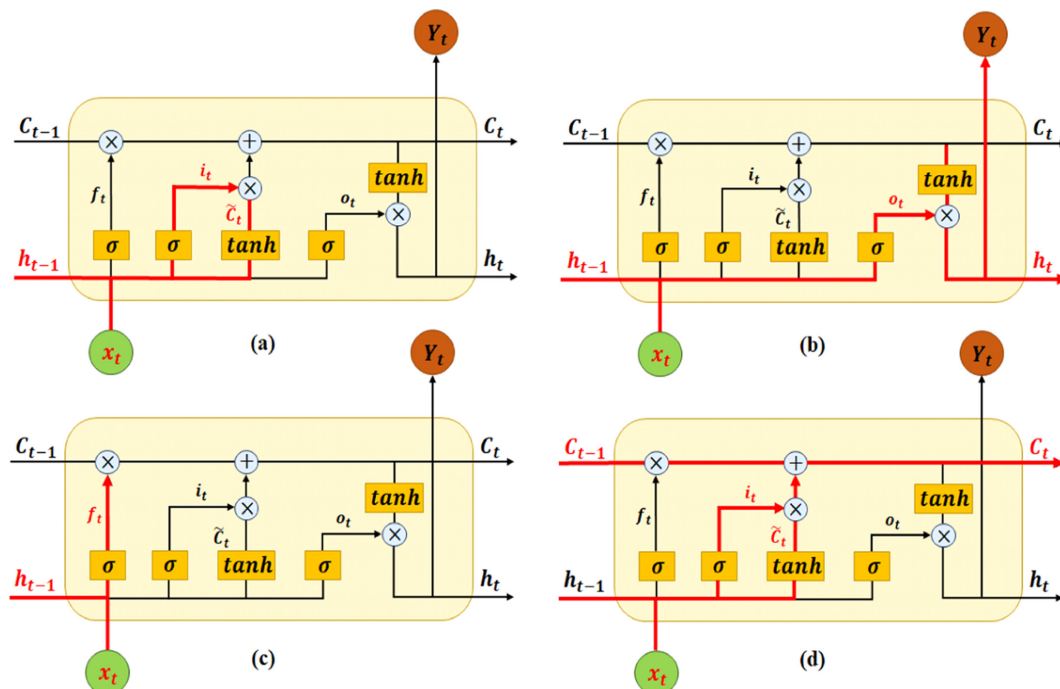 Y_t
C_{t-1} × + C_t
i_t tanh
f_t × o_t ×
C̃_t
σ σ tanh σ
h_{t-1} h_t
x_t
(a)
Y_t
C_{t-1} × + C_t
i_t tanh
f_t × o_t ×
C̃_t
σ σ tanh σ
h_{t-1} h_t
x_t
(b)
Y_t
C_{t-1} × + C_t
i_t tanh
f_t × o_t ×
C̃_t
σ σ tanh σ
h_{t-1} h_t
x_t
(c)
Y_t
C_{t-1} × + C_t
i_t tanh
f_t × o_t ×
C̃_t
σ σ tanh σ
h_{t-1} h_t
x_t
(d)